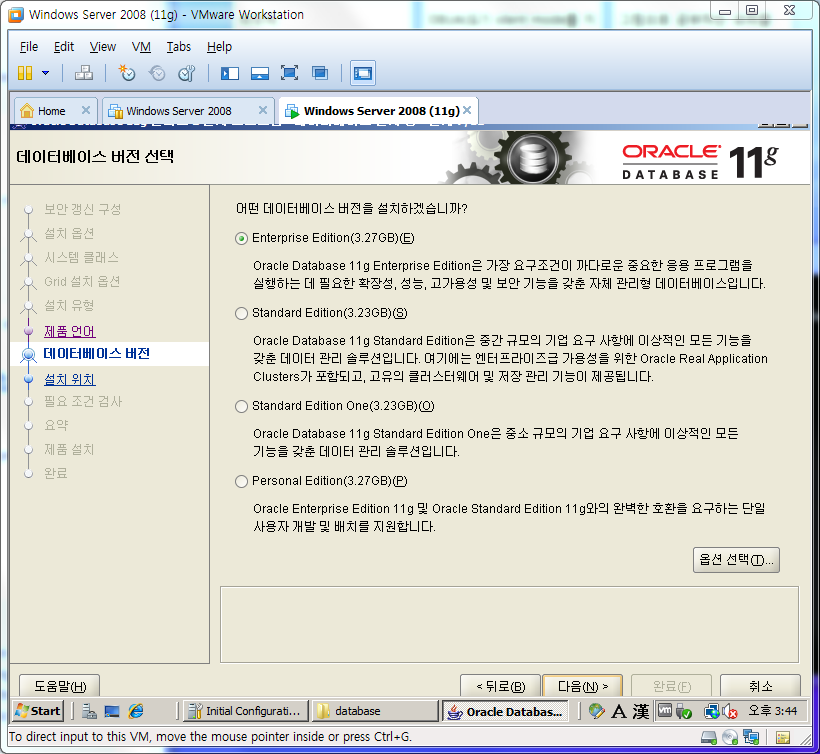 Windows Server 2008 (11g) - VMware Workstation
File Edit View VM Tabs Help
Home
Windows Server 2008
Windows Server 2008 (11g)
데이터베이스 버전 선택
ORACLE
DATABASE 11g
보안 갱신 구성
설치 옵션
시스템 클래스
Grid 설치 옵션
설치 유형
제품 언어
데이터베이스 버전
설치 위치
필요 조건 검사
요약
제품 설치
완료
어떤 데이터베이스 버전을 설치하겠습니까?
Enterprise Edition(3.27GB)(E)
Oracle Database 11g Enterprise Edition은 가장 요구조건이 까다로운 중요한 응용 프로그램을
실행하는 데 필요한 확장성, 성능, 고가용성 및 보안 기능을 갖춘 자체 관리형 데이터베이스입니다.
Standard Edition(3.23GB)(S)
Oracle Database 11g Standard Edition은 중간 규모의 기업 요구 사항에 이상적인 모든 기능을
갖춘 데이터 관리 솔루션입니다. 여기에는 엔터프라이즈급 가용성을 위한 Oracle Real Application
Clusters가 포함되고, 고유의 클러스터웨어 및 저장 관리 기능이 제공됩니다.
Standard Edition One(3.23GB)(O)
Oracle Database 11g Standard Edition One은 중소 규모의 기업 요구 사항에 이상적인 모든
기능을 갖춘 데이터 관리 솔루션입니다.
Personal Edition(3.27GB)(P)
Oracle Enterprise Edition 11g 및 Oracle Standard Edition 11g와의 완벽한 호환을 요구하는 단일
사용자 개발 및 배치를 지원합니다.
옵션 선택(T)...
도움말(H)
< 뒤로(B)
다음(N) >
완료(F)
취소
Start
Initial Configurati...
database
Oracle Databas...
A 漢
오후 3:44
To direct input to this VM, move the mouse pointer inside or press Ctrl+G.